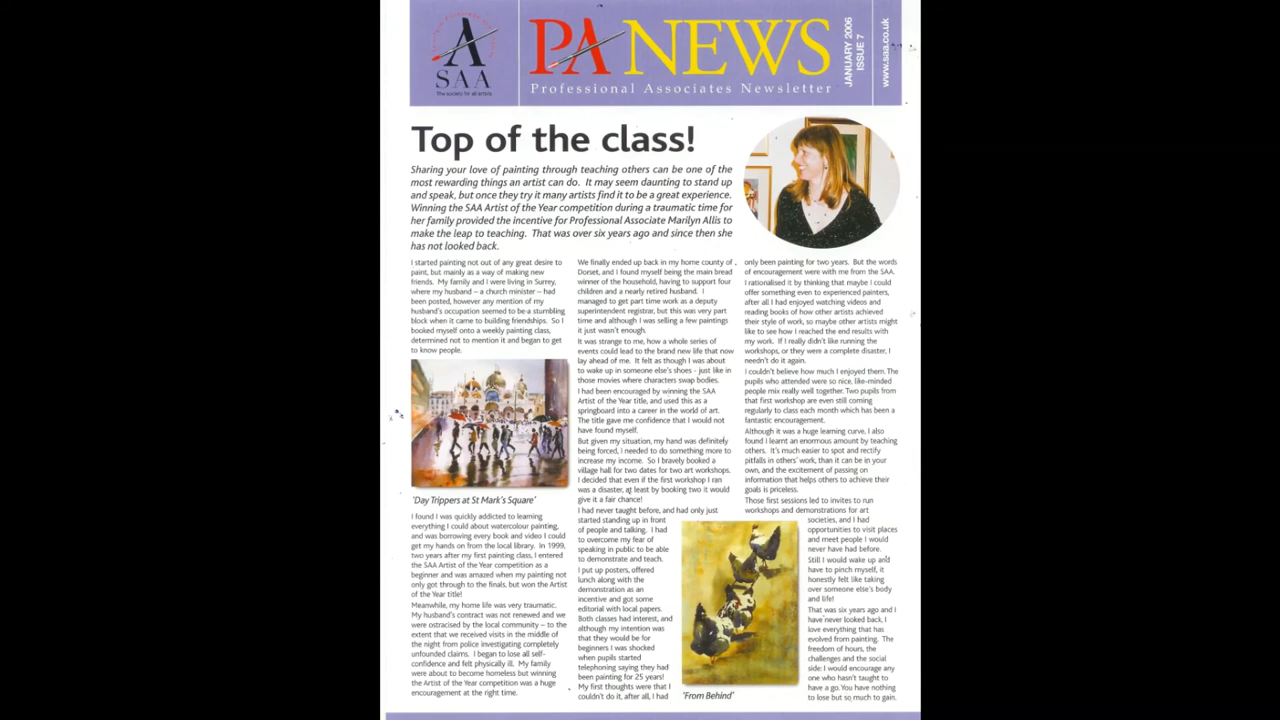 SAA
The society for all artists
PA NEWS
Professional Associates Newsletter
JANUARY 2006
ISSUE 7
www.saa.co.uk
Top of the class!
Sharing your love of painting through teaching others can be one of the
most rewarding things an artist can do. It may seem daunting to stand up
and speak, but once they try it many artists find it to be a great experience.
Winning the SAA Artist of the Year competition during a traumatic time for
her family provided the incentive for Professional Associate Marilyn Allis to
make the leap to teaching. That was over six years ago and since then she
has not looked back.
I started painting not out of any great desire to
paint, but mainly as a way of making new
friends. My family and I were living in Surrey,
where my husband – a church minister – had
been posted, however any mention of my
husband's occupation seemed to be a stumbling
block when it came to building friendships. So I
booked myself onto a weekly painting class,
determined not to mention it and began to get
to know people.
'Day Trippers at St Mark's Square'
I found I was quickly addicted to learning
everything I could about watercolour painting,
and was borrowing every book and video I could
get my hands on from the local library. In 1999,
two years after my first painting class, I entered
the SAA Artist of the Year competition as a
beginner and was amazed when my painting not
only got through to the finals, but won the Artist
of the Year title!
Meanwhile, my home life was very traumatic.
My husband's contract was not renewed and we
were ostracised by the local community – to the
extent that we received visits in the middle of
the night from police investigating completely
unfounded claims. I began to lose all self-
confidence and felt physically ill. My family
were about to become homeless but winning
the Artist of the Year competition was a huge
encouragement at the right time.
We finally ended up back in my home county of
Dorset, and I found myself being the main bread
winner of the household, having to support four
children and a nearly retired husband. I
managed to get part time work as a deputy
superintendent registrar, but this was very part
time and although I was selling a few paintings
it just wasn't enough.
It was strange to me, how a whole series of
events could lead to the brand new life that now
lay ahead of me. It felt as though I was about
to wake up in someone else's shoes - just like in
those movies where characters swap bodies.
I had been encouraged by winning the SAA
Artist of the Year title, and used this as a
springboard into a career in the world of art.
The title gave me confidence that I would not
have found myself.
But given my situation, my hand was definitely
being forced, I needed to do something more to
increase my income. So I bravely booked a
village hall for two dates for two art workshops.
I decided that even if the first workshop I ran
was a disaster, at least by booking two it would
give it a fair chance!
I had never taught before, and had only just
started standing up in front
of people and talking. I had
to overcome my fear of
speaking in public to be able
to demonstrate and teach.
I put up posters, offered
lunch along with the
demonstration as an
incentive and got some
editorial with local papers.
Both classes had interest, and
although my intention was
that they would be for
beginners I was shocked
when pupils started
telephoning saying they had
been painting for 25 years!
My first thoughts were that I
couldn't do it, after all, I had
'From Behind'
only been painting for two years. But the words
of encouragement were with me from the SAA.
I rationalised it by thinking that maybe I could
offer something even to experienced painters,
after all I had enjoyed watching videos and
reading books of how other artists achieved
their style of work, so maybe other artists might
like to see how I reached the end results with
my work. If I really didn't like running the
workshops, or they were a complete disaster, I
needn't do it again.
I couldn't believe how much I enjoyed them. The
pupils who attended were so nice, like-minded
people mix really well together. Two pupils from
that first workshop are even still coming
regularly to class each month which has been a
fantastic encouragement.
Although it was a huge learning curve, I also
found I learnt an enormous amount by teaching
others. It's much easier to spot and rectify
pitfalls in others' work, than it can be in your
own, and the excitement of passing on
information that helps others to achieve their
goals is priceless.
Those first sessions led to invites to run
workshops and demonstrations for art
societies, and I had
opportunities to visit places
and meet people I would
never have had before.
Still I would wake up and
have to pinch myself, it
honestly felt like taking
over someone else's body
and life!
That was six years ago and I
have never looked back, I
love everything that has
evolved from painting. The
freedom of hours, the
challenges and the social
side: I would encourage any
one who hasn't taught to
have a go. You have nothing
to lose but so much to gain.